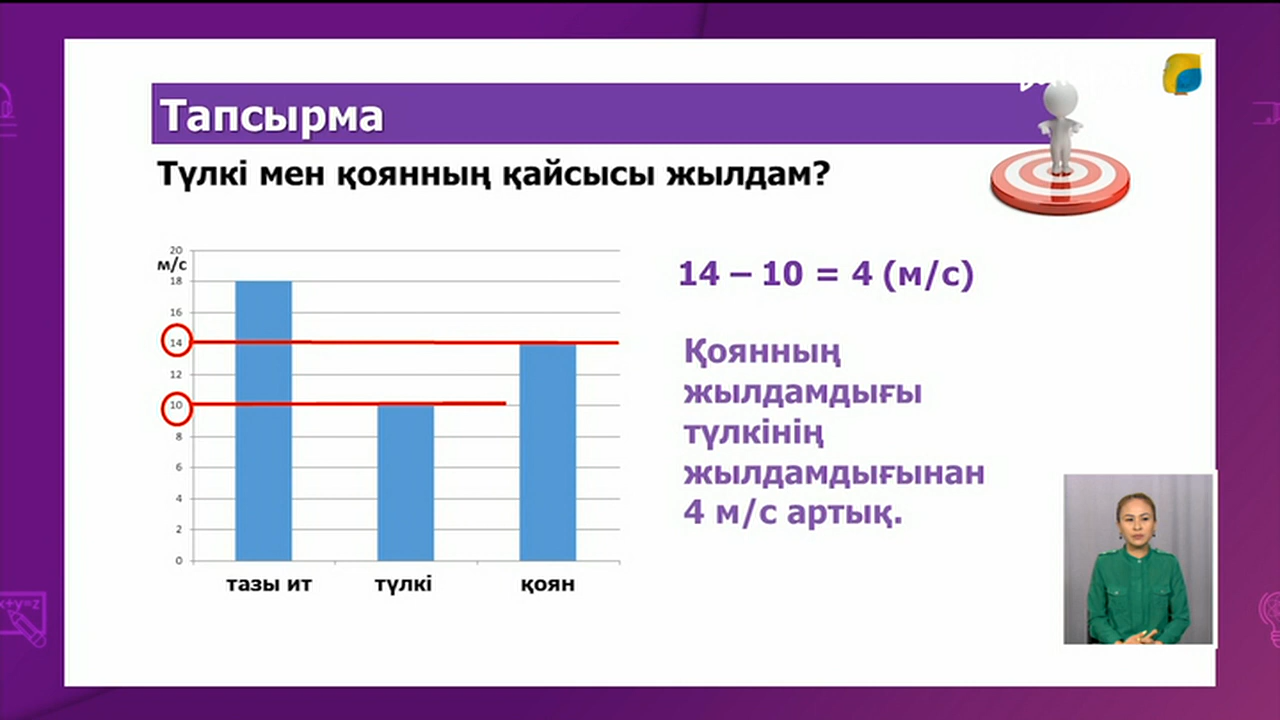 Тапсырма
Түлкі мен қоянның қайсысы жылдам?
20
м/с
18
16
14
12
10
8
6
4
2
0
тазы ит түлкі қоян
14 – 10 = 4 (м/с)
Қоянның
жылдамдығы
түлкінің
жылдамдығынан
4 м/с артық.
x+y=z